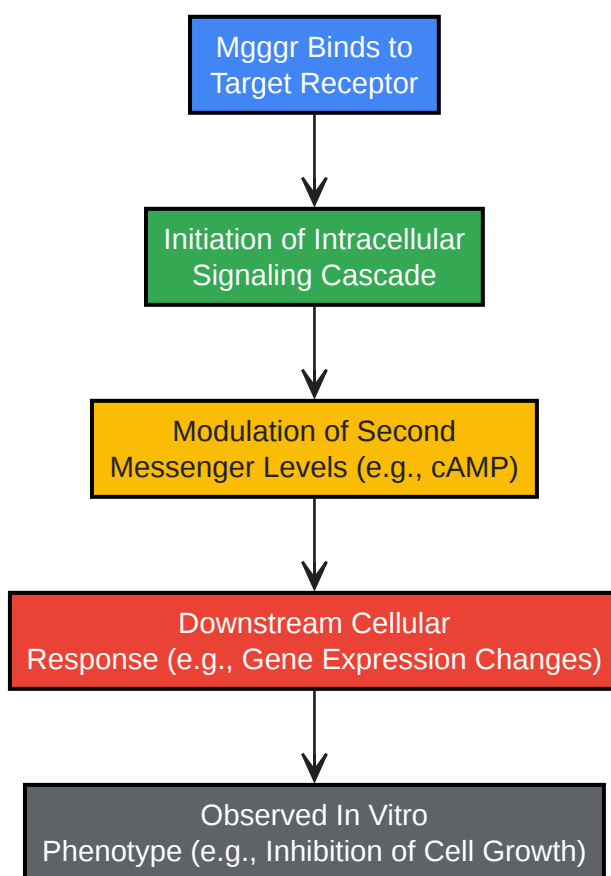 Mgggr Binds to
Target Receptor
Initiation of Intracellular
Signaling Cascade
Modulation of Second
Messenger Levels (e.g., cAMP)
Downstream Cellular
Response (e.g., Gene Expression Changes)
Observed In Vitro
Phenotype (e.g., Inhibition of Cell Growth)